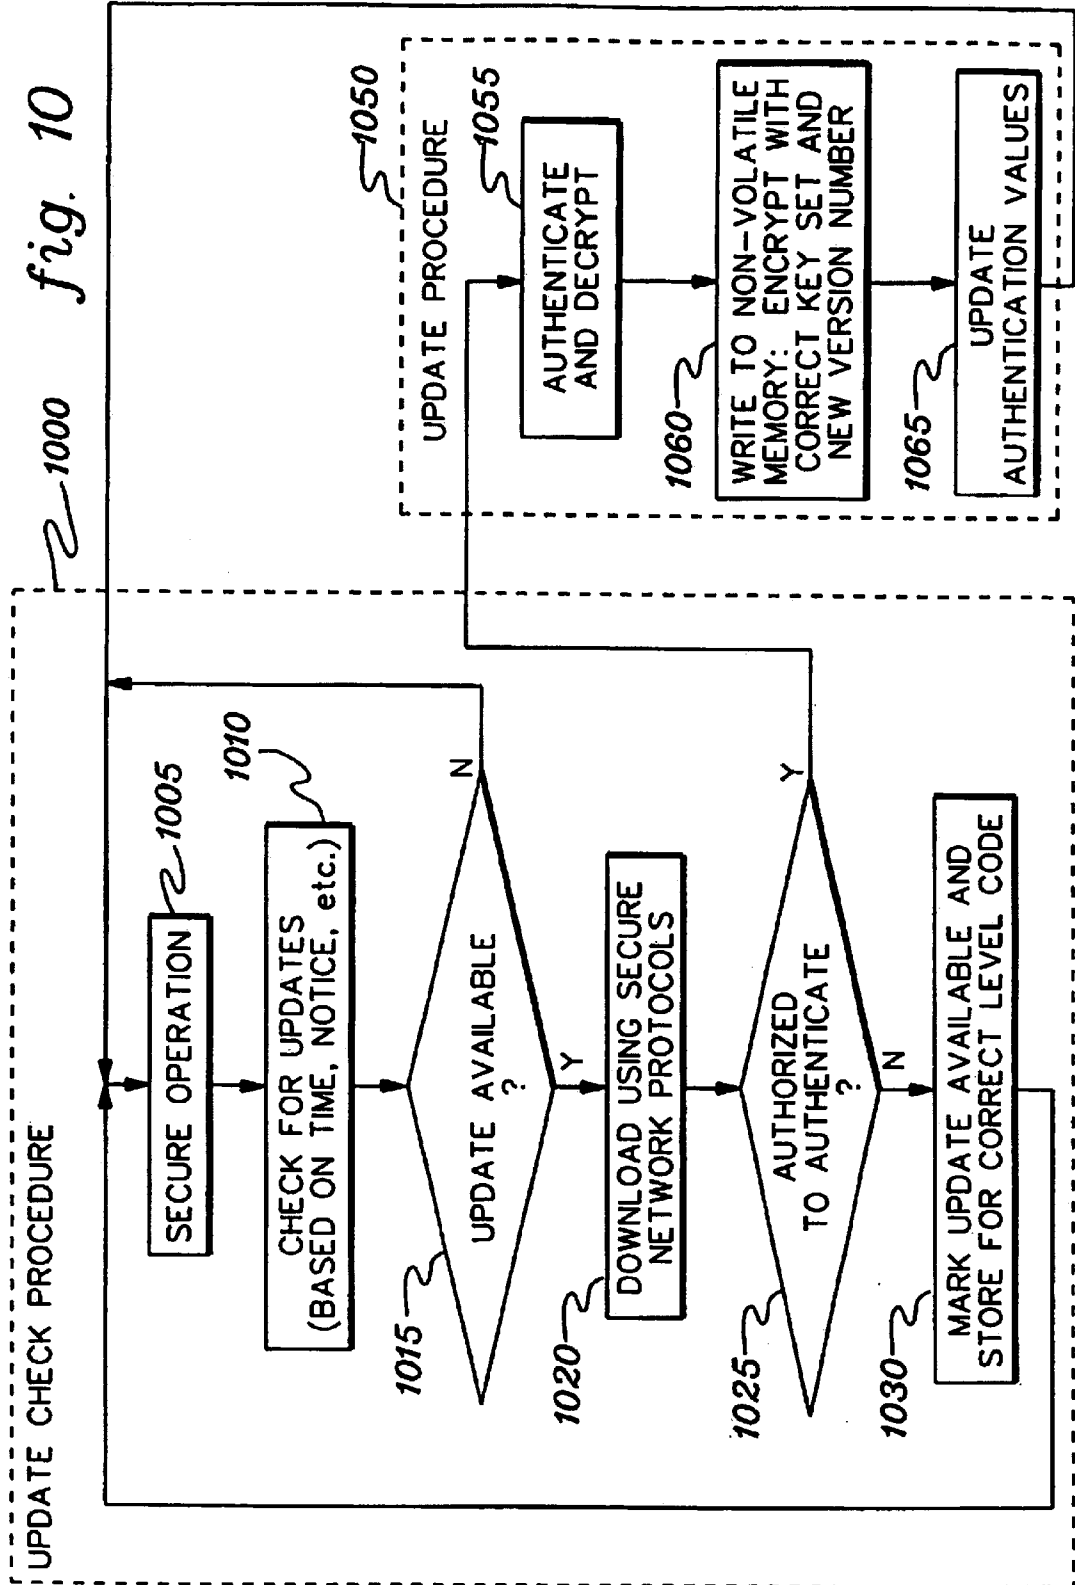 fig. 10
1000
UPDATE CHECK PROCEDURE
SECURE OPERATION
1005
CHECK FOR UPDATES
(BASED ON TIME, NOTICE, etc.)
1010
UPDATE AVAILABLE
?
1015
N
Y
DOWNLOAD USING SECURE
NETWORK PROTOCOLS
1020
AUTHORIZED
TO AUTHENTICATE
?
1025
Y
N
MARK UPDATE AVAILABLE AND
STORE FOR CORRECT LEVEL CODE
1030
UPDATE PROCEDURE
1050
AUTHENTICATE
AND DECRYPT
1055
WRITE TO NON-VOLATILE
MEMORY: ENCRYPT WITH
CORRECT KEY SET AND
NEW VERSION NUMBER
1060
UPDATE
AUTHENTICATION VALUES
1065